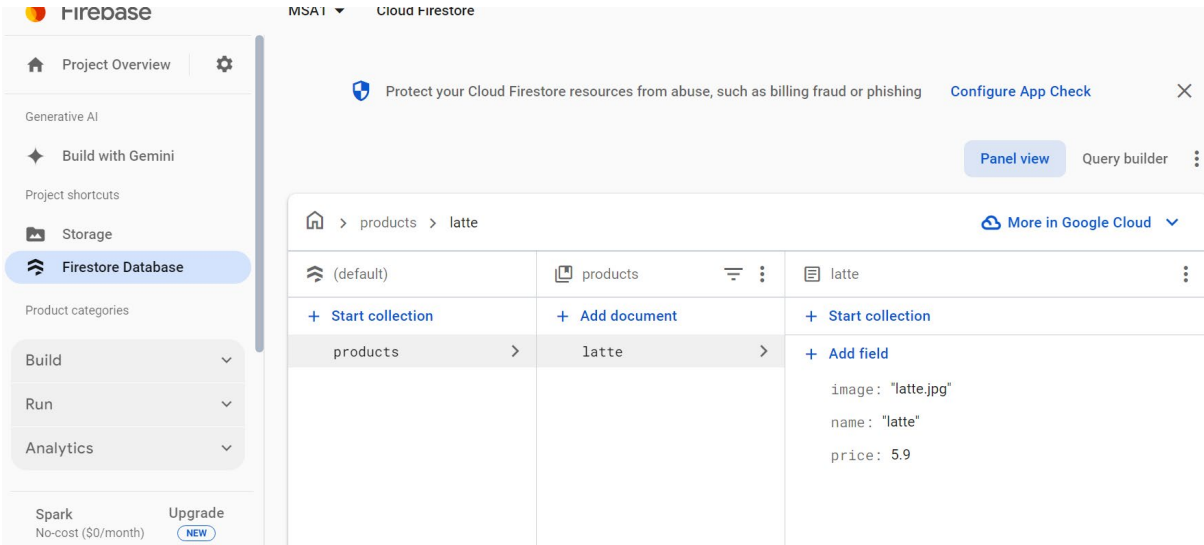 Firebase
MSA1 Cloud Firestore
Project Overview
Protect your Cloud Firestore resources from abuse, such as billing fraud or phishing Configure App Check
Generative AI
Build with Gemini
Panel view Query builder
Project shortcuts
Storage
products > latte More in Google Cloud
Firestore Database
(default) products latte
Product categories
+ Start collection + Add document + Start collection
products > latte > + Add field
Build
image: "latte.jpg"
Run
name: "latte"
Analytics
price: 5.9
Spark Upgrade
No-cost ($0/month) NEW